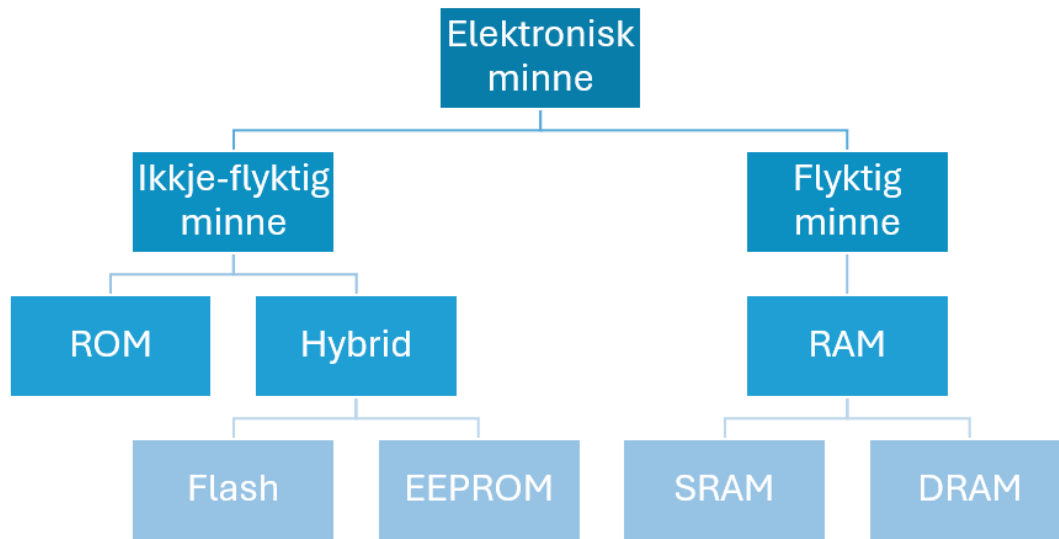 Elektronisk
minne
Ikkje-flyktig
minne
Flyktig
minne
ROM
Hybrid
RAM
Flash
EEPROM
SRAM
DRAM